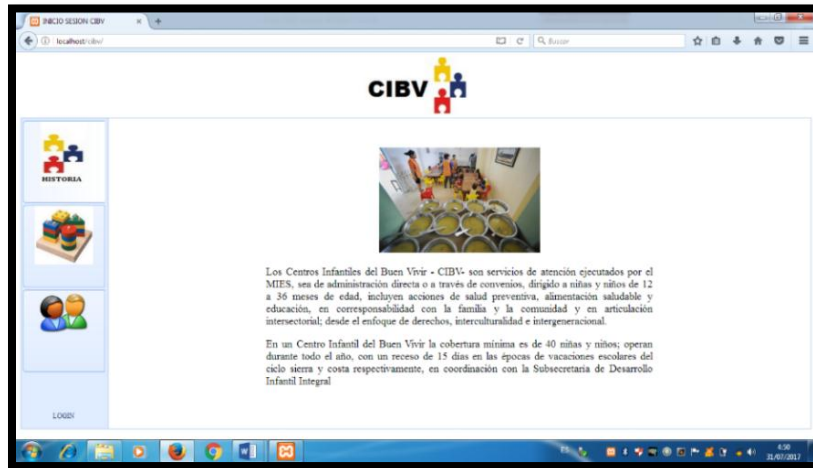 INICIO SESION CIBV
localhost/cibv/
Buscar
CIBV
HISTORIA
Los Centros Infantiles del Buen Vivir - CIBV- son servicios de atención ejecutados por el
MIES, sea de administración directa o a través de convenios, dirigido a niñas y niños de 12
a 36 meses de edad, incluyen acciones de salud preventiva, alimentación saludable y
educación, en corresponsabilidad con la familia y la comunidad y en articulación
intersectorial; desde el enfoque de derechos, interculturalidad e intergeneracional.
En un Centro Infantil del Buen Vivir la cobertura mínima es de 40 niñas y niños; operan
durante todo el año, con un receso de 15 días en las épocas de vacaciones escolares del
ciclo sierra y costa respectivamente, en coordinación con la Subsecretaria de Desarrollo
Infantil Integral
LOGIN
ES
6:50
31/07/2017